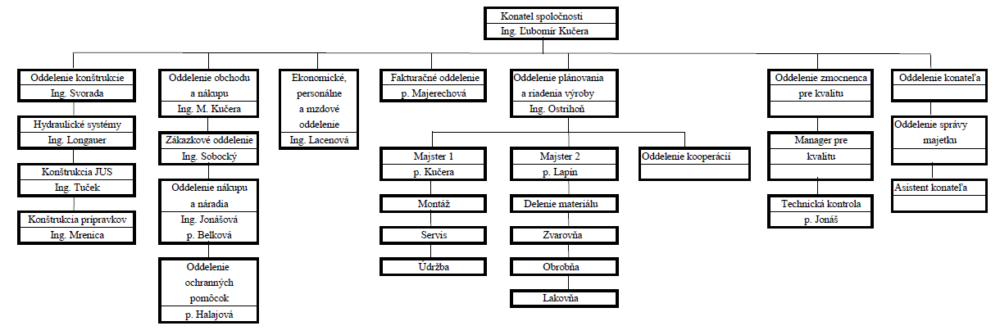 Konatel spoločnosti
Ing. Ľubomír Kučera
Oddelenie konštrukcie
Ing. Svorada
Hydraulické systémy
Ing. Longauer
Konštrukcia JUS
Ing. Tuček
Konštrukcia prípravkov
Ing. Mrenica
Oddelenie obchodu
a nákupu
Ing. M. Kučera
Zákazkové oddelenie
Ing. Sobocký
Oddelenie nákupu
a náradia
Ing. Jonášová
p. Belková
Oddelenie
ochranných
pomôcok
p. Halajová
Ekonomické,
personálne
a mzdové
oddelenie
Ing. Lacenová
Fakturačné oddelenie
p. Majerechová
Oddelenie plánovania
a riadenia výroby
Ing. Ostrihoň
Majster 1
p. Kučera
Montáž
Servis
Údržba
Majster 2
p. Lapín
Delenie materiálu
Zvarovňa
Obrobňa
Lakovňa
Oddelenie kooperácií
Oddelenie zmocnenca
pre kvalitu
Manager pre
kvalitu
Technická kontrola
p. Jonáš
Oddelenie konateľa
Oddelenie správy
majetku
Asistent konateľa